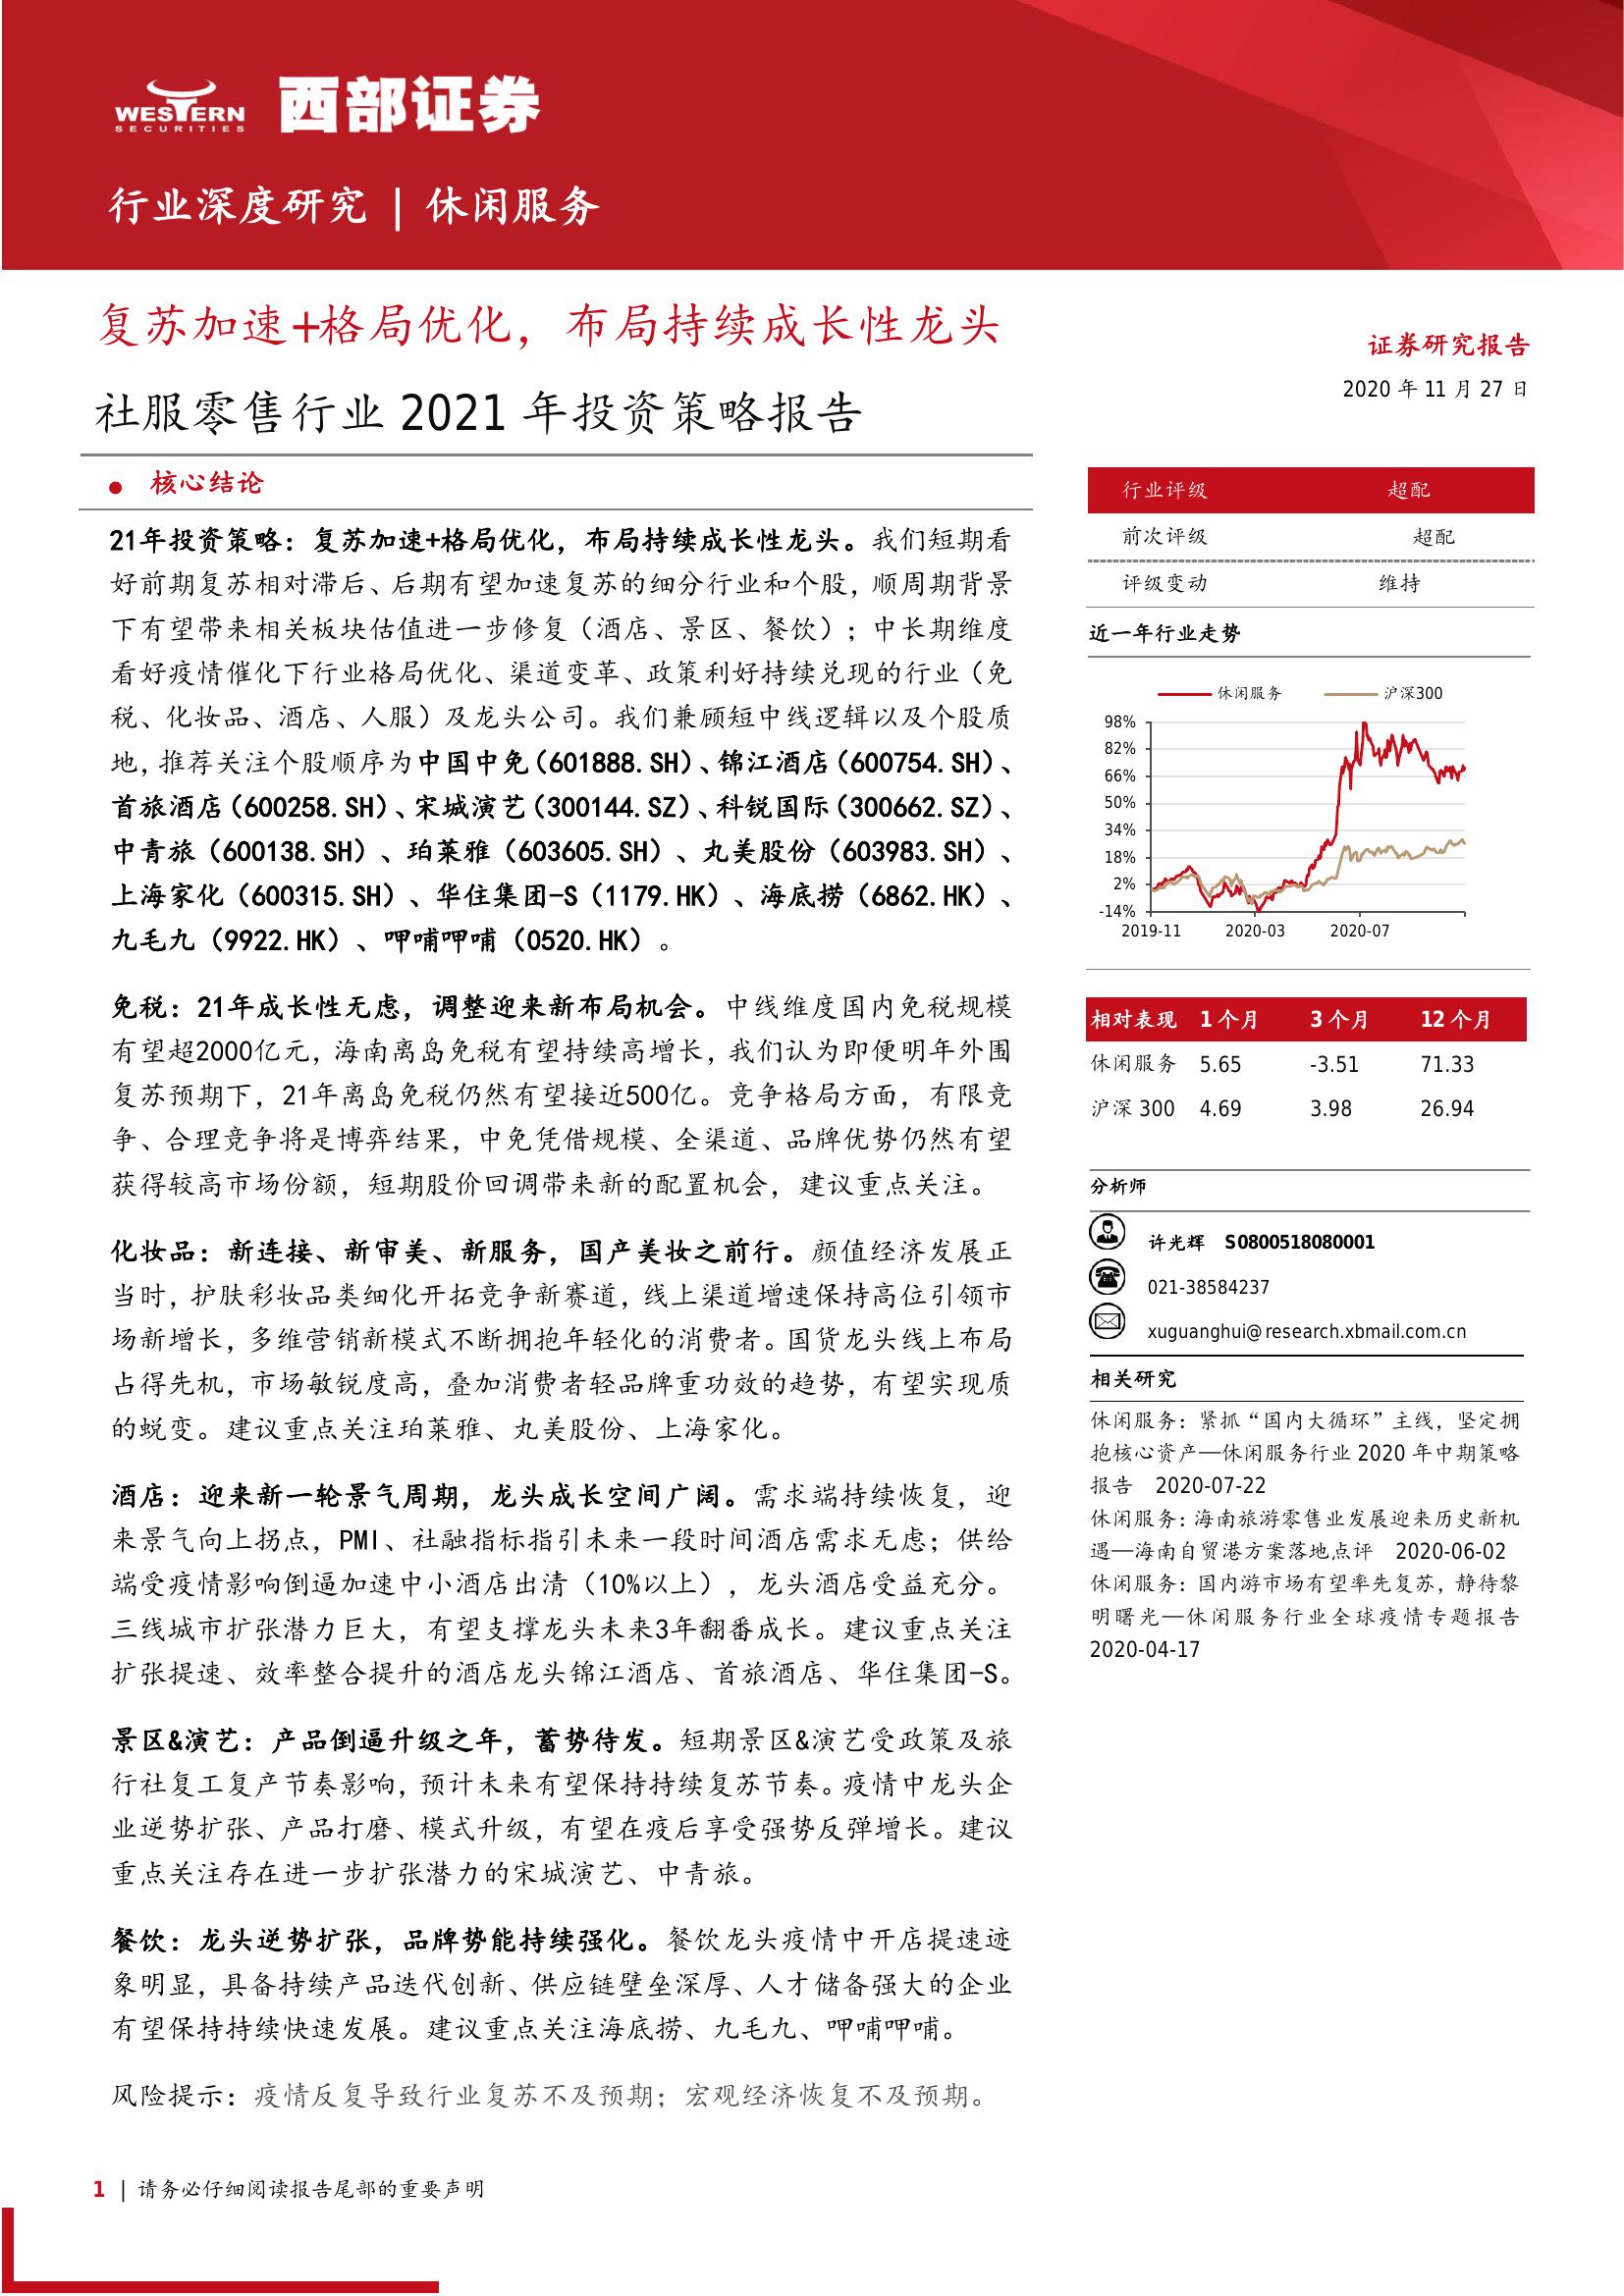 WESTERN
SECURITIES
西部证券
行业深度研究 | 休闲服务
复苏加速+格局优化，布局持续成长性龙头
社服零售行业 2021 年投资策略报告
证券研究报告
2020 年 11 月 27 日
● 核心结论
21年投资策略：复苏加速+格局优化，布局持续成长性龙头。我们短期看
好前期复苏相对滞后、后期有望加速复苏的细分行业和个股，顺周期背景
下有望带来相关板块估值进一步修复（酒店、景区、餐饮）；中长期维度
看好疫情催化下行业格局优化、渠道变革、政策利好持续兑现的行业（免
税、化妆品、酒店、人服）及龙头公司。我们兼顾短中线逻辑以及个股质
地，推荐关注个股顺序为中国中免（601888.SH）、锦江酒店（600754.SH）、
首旅酒店（600258.SH）、宋城演艺（300144.SZ）、科锐国际（300662.SZ）、
中青旅（600138.SH）、珀莱雅（603605.SH）、丸美股份（603983.SH）、
上海家化（600315.SH）、华住集团-S（1179.HK）、海底捞（6862.HK）、
九毛九（9922.HK）、呷哺呷哺（0520.HK）。
免税：21年成长性无虑，调整迎来新布局机会。中线维度国内免税规模
有望超2000亿元，海南离岛免税有望持续高增长，我们认为即便明年外围
复苏预期下，21年离岛免税仍然有望接近500亿。竞争格局方面，有限竞
争、合理竞争将是博弈结果，中免凭借规模、全渠道、品牌优势仍然有望
获得较高市场份额，短期股价回调带来新的配置机会，建议重点关注。
化妆品：新连接、新审美、新服务，国产美妆之前行。颜值经济发展正
当时，护肤彩妆品类细化开拓竞争新赛道，线上渠道增速保持高位引领市
场新增长，多维营销新模式不断拥抱年轻化的消费者。国货龙头线上布局
占得先机，市场敏锐度高，叠加消费者轻品牌重功效的趋势，有望实现质
的蜕变。建议重点关注珀莱雅、丸美股份、上海家化。
酒店：迎来新一轮景气周期，龙头成长空间广阔。需求端持续恢复，迎
来景气向上拐点，PMI、社融指标指引未来一段时间酒店需求无虑；供给
端受疫情影响倒逼加速中小酒店出清（10%以上），龙头酒店受益充分。
三线城市扩张潜力巨大，有望支撑龙头未来3年翻番成长。建议重点关注
扩张提速、效率整合提升的酒店龙头锦江酒店、首旅酒店、华住集团-S。
景区&演艺：产品倒逼升级之年，蓄势待发。短期景区&演艺受政策及旅
行社复工复产节奏影响，预计未来有望保持持续复苏节奏。疫情中龙头企
业逆势扩张、产品打磨、模式升级，有望在疫后享受强势反弹增长。建议
重点关注存在进一步扩张潜力的宋城演艺、中青旅。
餐饮：龙头逆势扩张，品牌势能持续强化。餐饮龙头疫情中开店提速迹
象明显，具备持续产品迭代创新、供应链壁垒深厚、人才储备强大的企业
有望保持持续快速发展。建议重点关注海底捞、九毛九、呷哺呷哺。
风险提示：疫情反复导致行业复苏不及预期；宏观经济恢复不及预期。
行业评级 超配
前次评级 超配
评级变动 维持
近一年行业走势
休闲服务 沪深300
98%
82%
66%
50%
34%
18%
2%
-14%
2019-11 2020-03 2020-07
相对表现 1 个月 3 个月 12 个月
休闲服务 5.65 -3.51 71.33
沪深 300 4.69 3.98 26.94
分析师
许光辉 S0800518080001
021-38584237
xuguanghui@research.xbmail.com.cn
相关研究
休闲服务：紧抓“国内大循环”主线，坚定拥
抱核心资产—休闲服务行业 2020 年中期策略
报告 2020-07-22
休闲服务：海南旅游零售业发展迎来历史新机
遇—海南自贸港方案落地点评 2020-06-02
休闲服务：国内游市场有望率先复苏，静待黎
明曙光—休闲服务行业全球疫情专题报告
2020-04-17
1 | 请务必仔细阅读报告尾部的重要声明